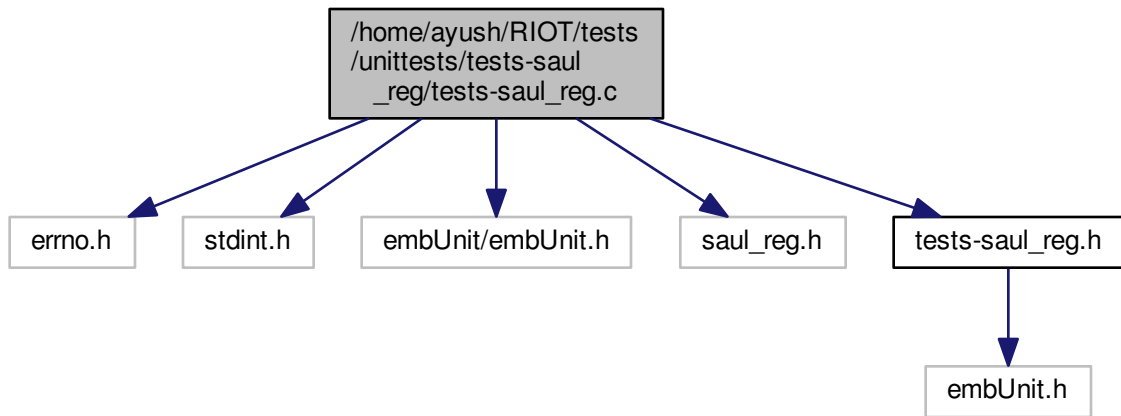 /home/ayush/RIOT/tests
/unittests/tests-saul
_reg/tests-saul_reg.c
errno.h
stdint.h
embUnit/embUnit.h
saul_reg.h
tests-saul_reg.h
embUnit.h